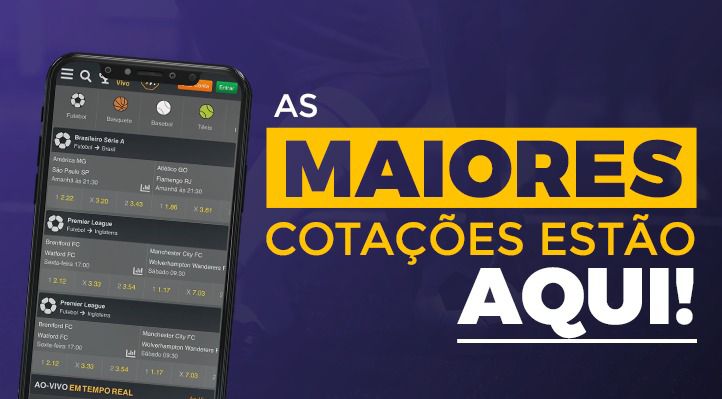 AS
MAIORES
COTAÇÕES ESTÃO
AQUI!
Vivo
Entrar
Futebol Basquete Basebol Tênis
Brasileiro Série A
Futebol → Brasil
América MG Atlético GO
São Paulo SP Flamengo RJ
Amanhã às 21:30 Amanhã às 21:30
1 2.22 X 3.20 2 3.43 1 1.86 X 3.61
Premier League
Futebol → Inglaterra
Brentford FC Manchester City FC
Watford FC Wolverhampton Wanderers F
Sexta-feira 17:00 Sábado 09:30
1 2.12 X 3.33 2 3.54 1 1.17 X 7.03
Premier League
Futebol → Inglaterra
Brentford FC Manchester City FC
Watford FC Wolverhampton Wanderers F
Sexta-feira 17:00 Sábado 09:30
1 2.12 X 3.33 2 3.54 1 1.17 X 7.03
AO-VIVO EM TEMPO REAL